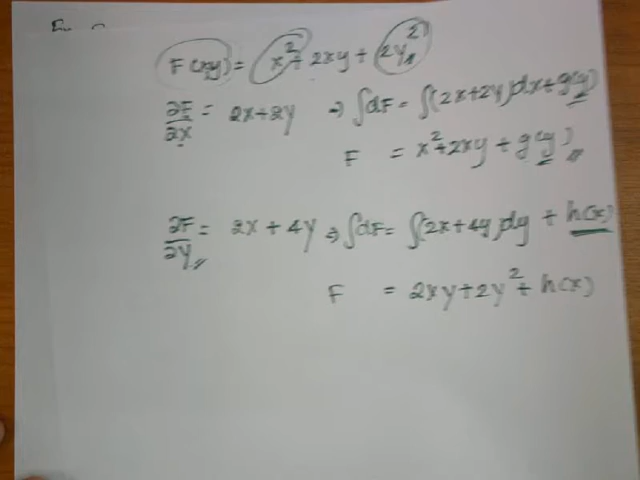 F(xy) = x² + 2xy + 2y²
∂F/∂x = 2x+2y ⇒ ∫dF = ∫(2x+2y)dx + g(y)
F = x²+2xy + g(y)
∂F/∂y = 2x + 4y ⇒ ∫dF = ∫(2x+4y)dy + h(x)
F = 2xy+2y² + h(x)